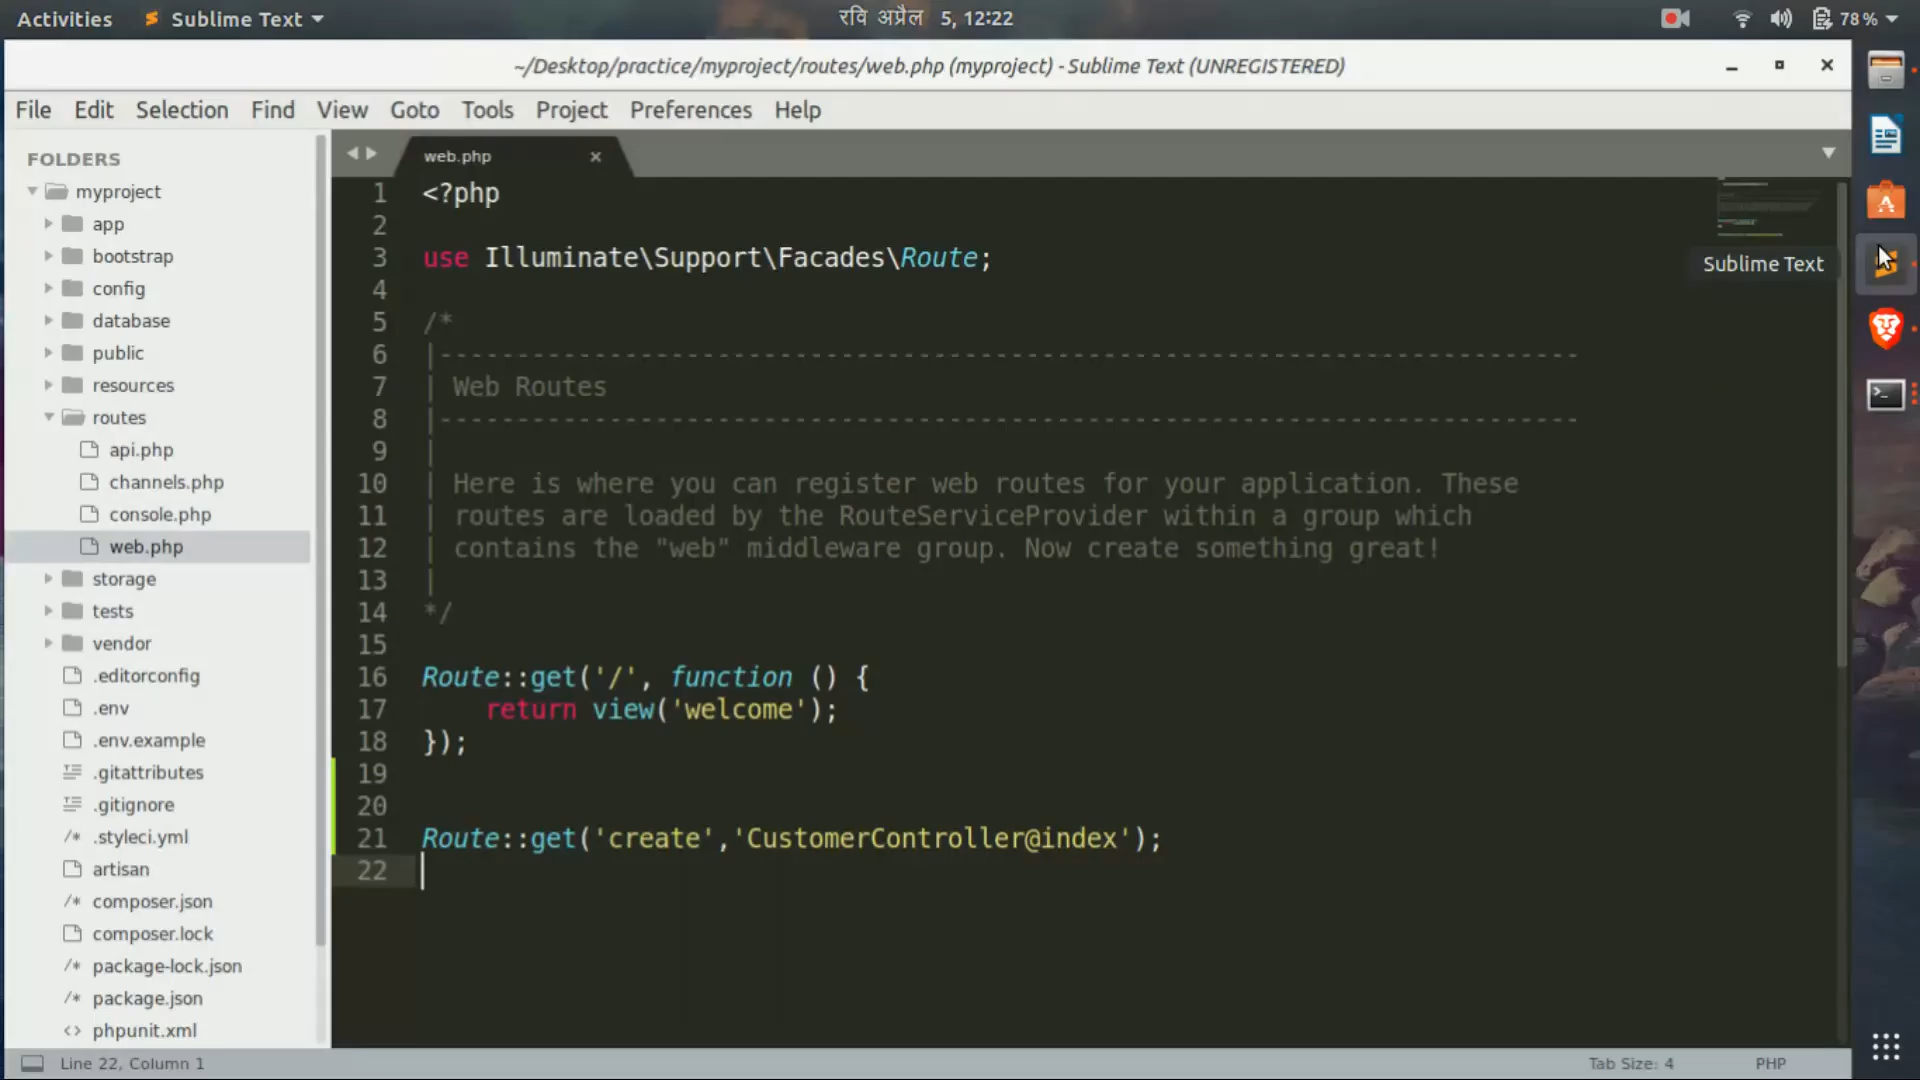 Activities
Sublime Text
रवि अप्रैल 5, 12:22
78 %
~/Desktop/practice/myproject/routes/web.php (myproject) - Sublime Text (UNREGISTERED)
File Edit Selection Find View Goto Tools Project Preferences Help
FOLDERS
myproject
app
bootstrap
config
database
public
resources
routes
api.php
channels.php
console.php
web.php
storage
tests
vendor
.editorconfig
.env
.env.example
.gitattributes
.gitignore
.styleci.yml
artisan
composer.json
composer.lock
package-lock.json
package.json
phpunit.xml
web.php
1 <?php
2
3 use Illuminate\Support\Facades\Route;
4
5 /*
6 |--------------------------------------------------------------------------
7 | Web Routes
8 |--------------------------------------------------------------------------
9 |
10 | Here is where you can register web routes for your application. These
11 | routes are loaded by the RouteServiceProvider within a group which
12 | contains the "web" middleware group. Now create something great!
13 |
14 */
15
16 Route::get('/', function () {
17     return view('welcome');
18 });
19
20
21 Route::get('create','CustomerController@index');
22
Sublime Text
Line 22, Column 1
Tab Size: 4
PHP